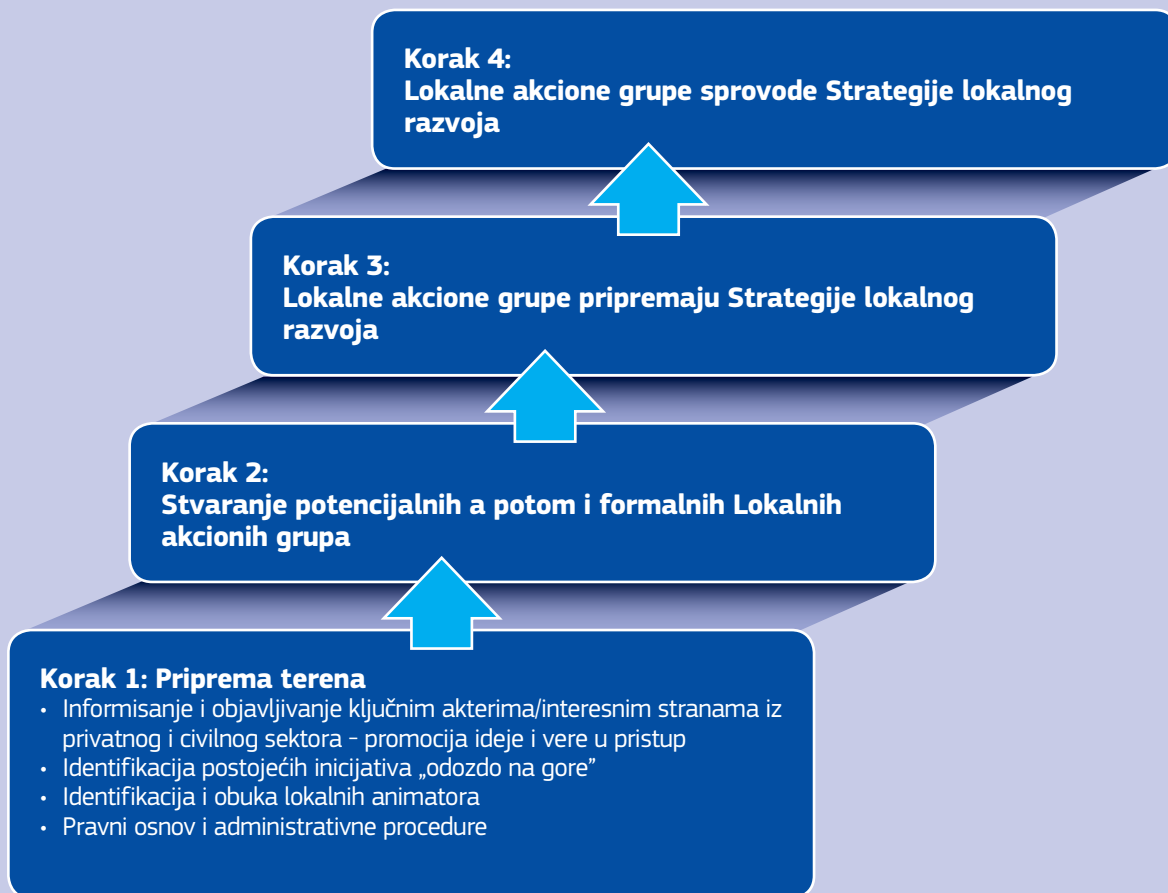 Korak 4:
Lokalne akcione grupe sprovode Strategije lokalnog
razvoja
Korak 3:
Lokalne akcione grupe pripremaju Strategije lokalnog
razvoja
Korak 2:
Stvaranje potencijalnih a potom i formalnih Lokalnih
akcionih grupa
Korak 1: Priprema terena
• Informisanje i objavljivanje ključnim akterima/interesnim stranama iz
privatnog i civilnog sektora – promocija ideje i vere u pristup
• Identifikacija postojećih inicijativa „odozdo na gore”
• Identifikacija i obuka lokalnih animatora
• Pravni osnov i administrativne procedure